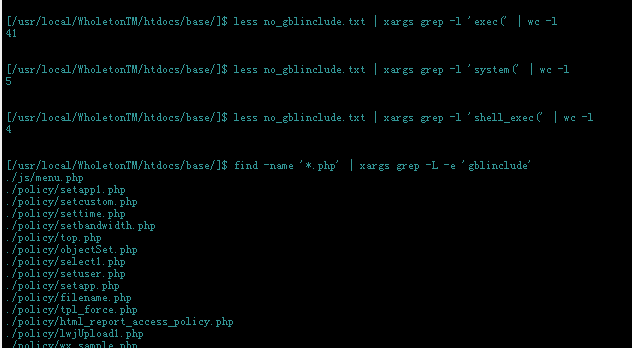 [/usr/local/WholetonTM/htdocs/base/]$ less no_gblinclude.txt | xargs grep -l 'exec(' | wc -l
41
[/usr/local/WholetonTM/htdocs/base/]$ less no_gblinclude.txt | xargs grep -l 'system(' | wc -l
5
[/usr/local/WholetonTM/htdocs/base/]$ less no_gblinclude.txt | xargs grep -l 'shell_exec(' | wc -l
4
[/usr/local/WholetonTM/htdocs/base/]$ find -name '*.php' | xargs grep -L -e 'gblinclude'
./js/menu.php
./policy/setapp1.php
./policy/setcustom.php
./policy/settime.php
./policy/setbandwidth.php
./policy/top.php
./policy/objectSet.php
./policy/select1.php
./policy/setuser.php
./policy/setapp.php
./policy/filename.php
./policy/tpl_force.php
./policy/html_report_access_policy.php
./policy/lwjUpload1.php
./policy/wx_sample.php